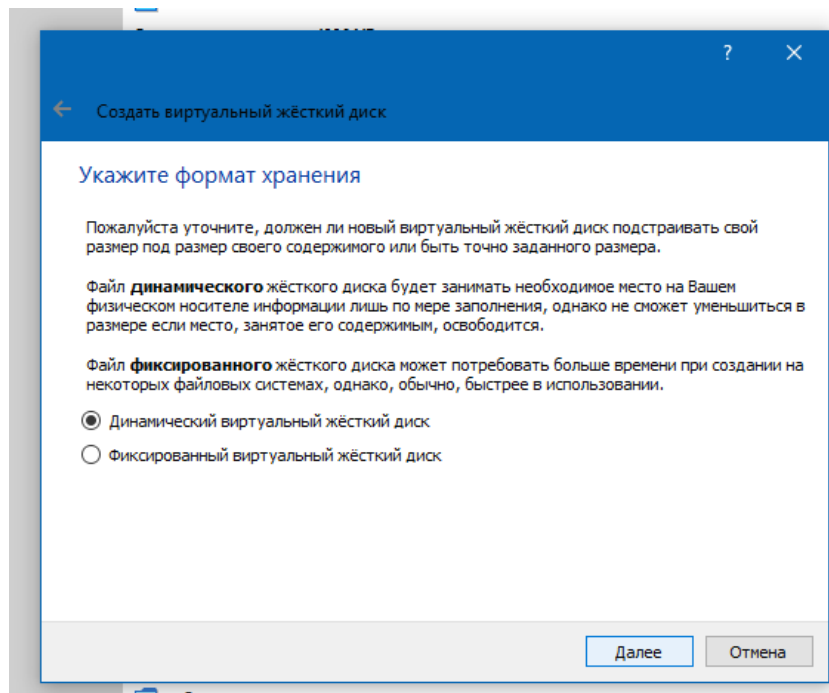 ?
Создать виртуальный жёсткий диск
Укажите формат хранения
Пожалуйста уточните, должен ли новый виртуальный жёсткий диск подстраивать свой
размер под размер своего содержимого или быть точно заданного размера.
Файл динамического жёсткого диска будет занимать необходимое место на Вашем
физическом носителе информации лишь по мере заполнения, однако не сможет уменьшиться в
размере если место, занятое его содержимым, освободится.
Файл фиксированного жёсткого диска может потребовать больше времени при создании на
некоторых файловых системах, однако, обычно, быстрее в использовании.
Динамический виртуальный жёсткий диск
Фиксированный виртуальный жёсткий диск
Далее
Отмена